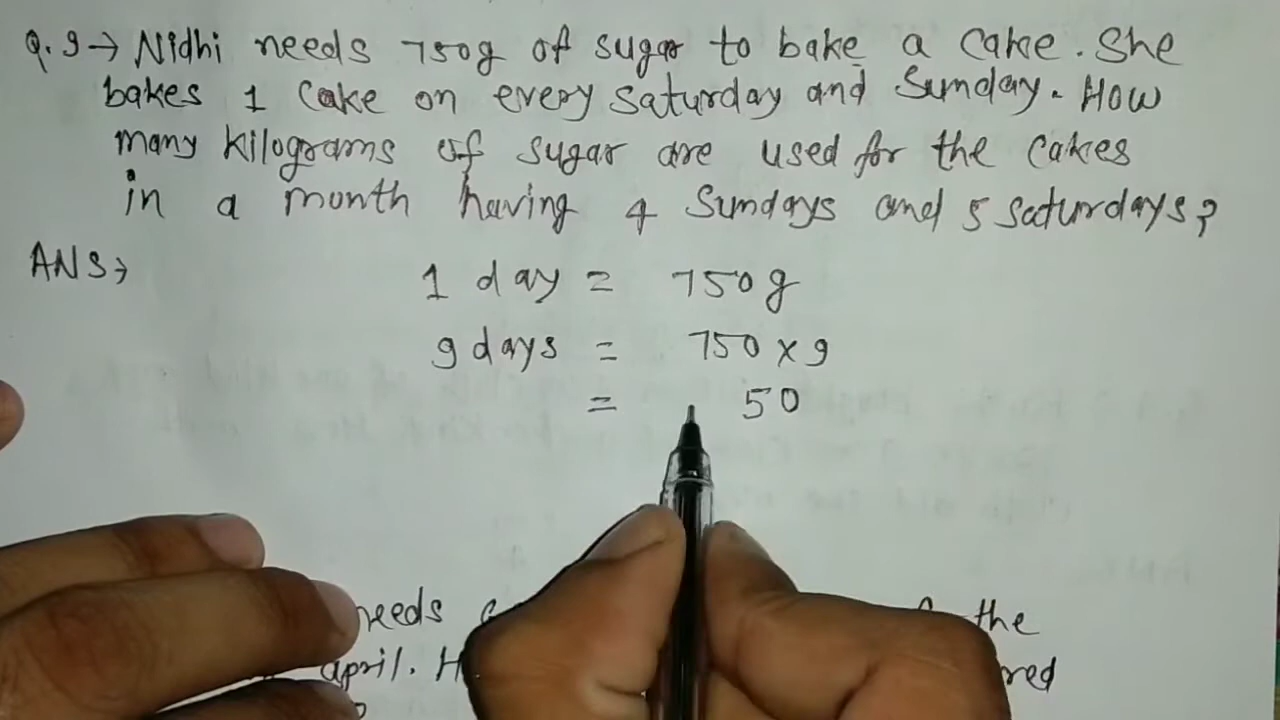 Q.9→ Nidhi needs 750g of sugar to bake a cake. She
bakes 1 cake on every saturday and Sunday. How
many kilograms of sugar are used for the cakes
in a month having 4 Sundays and 5 saturdays?
ANS→
1 day = 750g
9 days = 750 x 9
= 50
needs the
april. H red